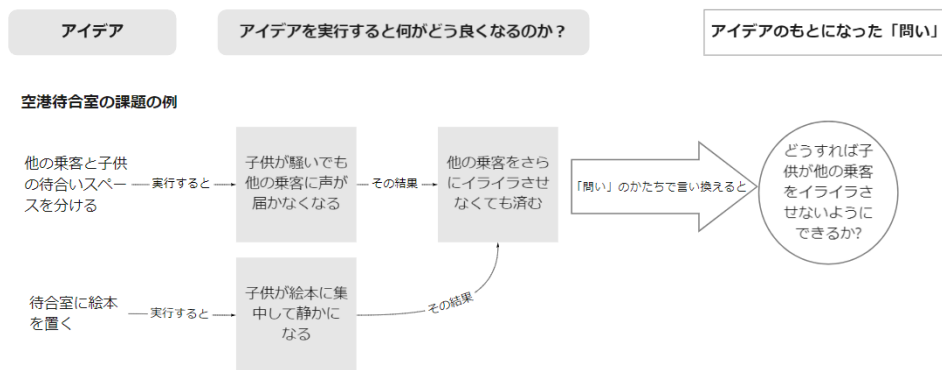 アイデア
アイデアを実行すると何がどう良くなるのか？
アイデアのもとになった「問い」
空港待合室の課題の例
他の乗客と子供
の待合いスペー
スを分ける
実行すると
子供が騒いでも
他の乗客に声が
届かなくなる
その結果
他の乗客をさら
にイライラさせ
なくても済む
「問い」のかたちで言い換えると
どうすれば子
供が他の乗客
をイライラさ
せないように
できるか?
待合室に絵本
を置く
実行すると
子供が絵本に集
中して静かに
なる
その結果